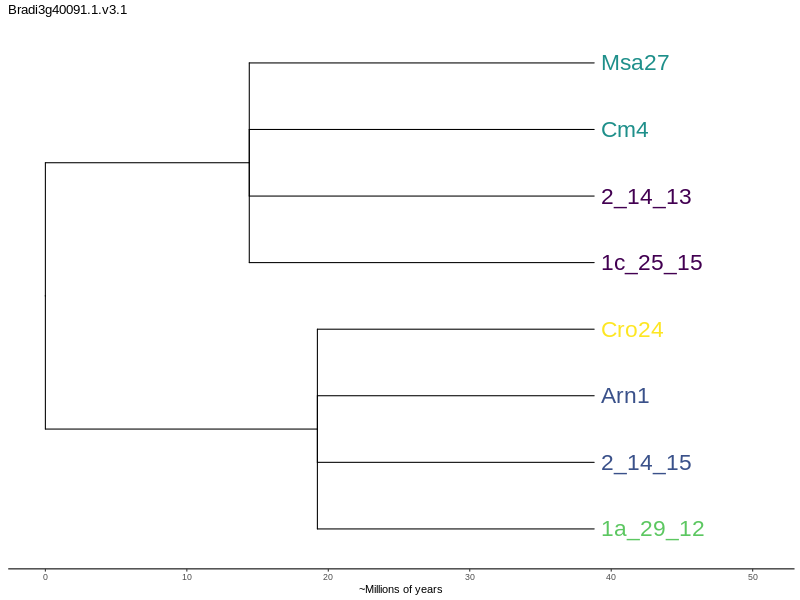 Bradi3g40091.1.v3.1
Msa27
Cm4
2_14_13
1c_25_15
Cro24
Arn1
2_14_15
1a_29_12
0 10 20 30 40 50
~Millions of years